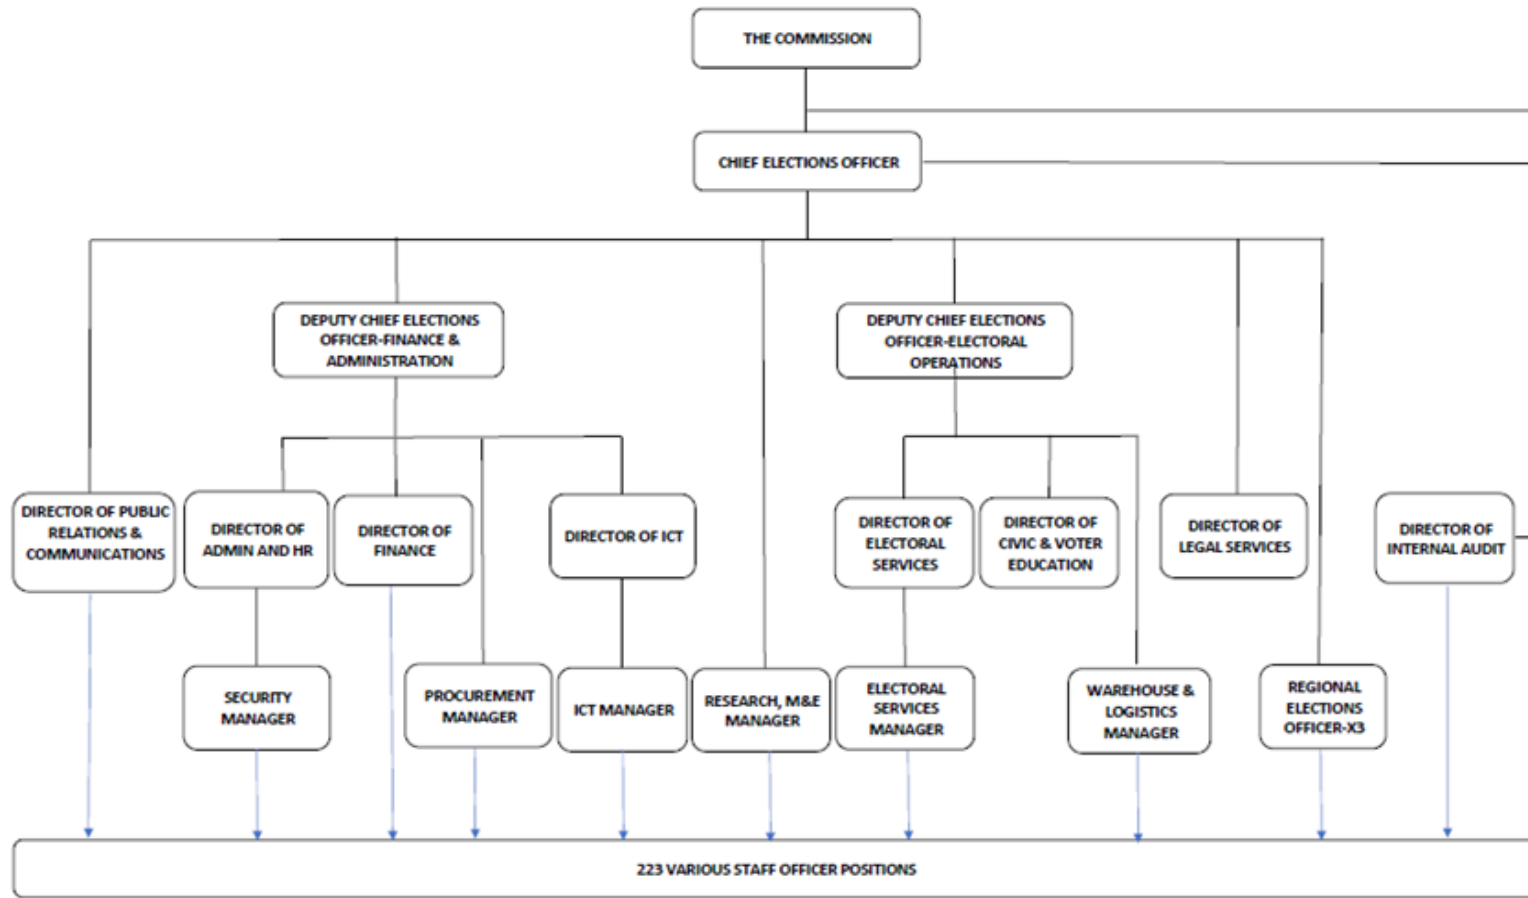 THE COMMISSION
CHIEF ELECTIONS OFFICER
DEPUTY CHIEF ELECTIONS
OFFICER-FINANCE &
ADMINISTRATION
DEPUTY CHIEF ELECTIONS
OFFICER-ELECTORAL
OPERATIONS
DIRECTOR OF PUBLIC
RELATIONS &
COMMUNICATIONS
DIRECTOR OF
ADMIN AND HR
DIRECTOR OF
FINANCE
DIRECTOR OF ICT
DIRECTOR OF
ELECTORAL
SERVICES
DIRECTOR OF
CIVIC & VOTER
EDUCATION
DIRECTOR OF
LEGAL SERVICES
DIRECTOR OF
INTERNAL AUDIT
SECURITY
MANAGER
PROCUREMENT
MANAGER
ICT MANAGER
RESEARCH, M&E
MANAGER
ELECTORAL
SERVICES
MANAGER
WAREHOUSE &
LOGISTICS
MANAGER
REGIONAL
ELECTIONS
OFFICER-X3
223 VARIOUS STAFF OFFICER POSITIONS